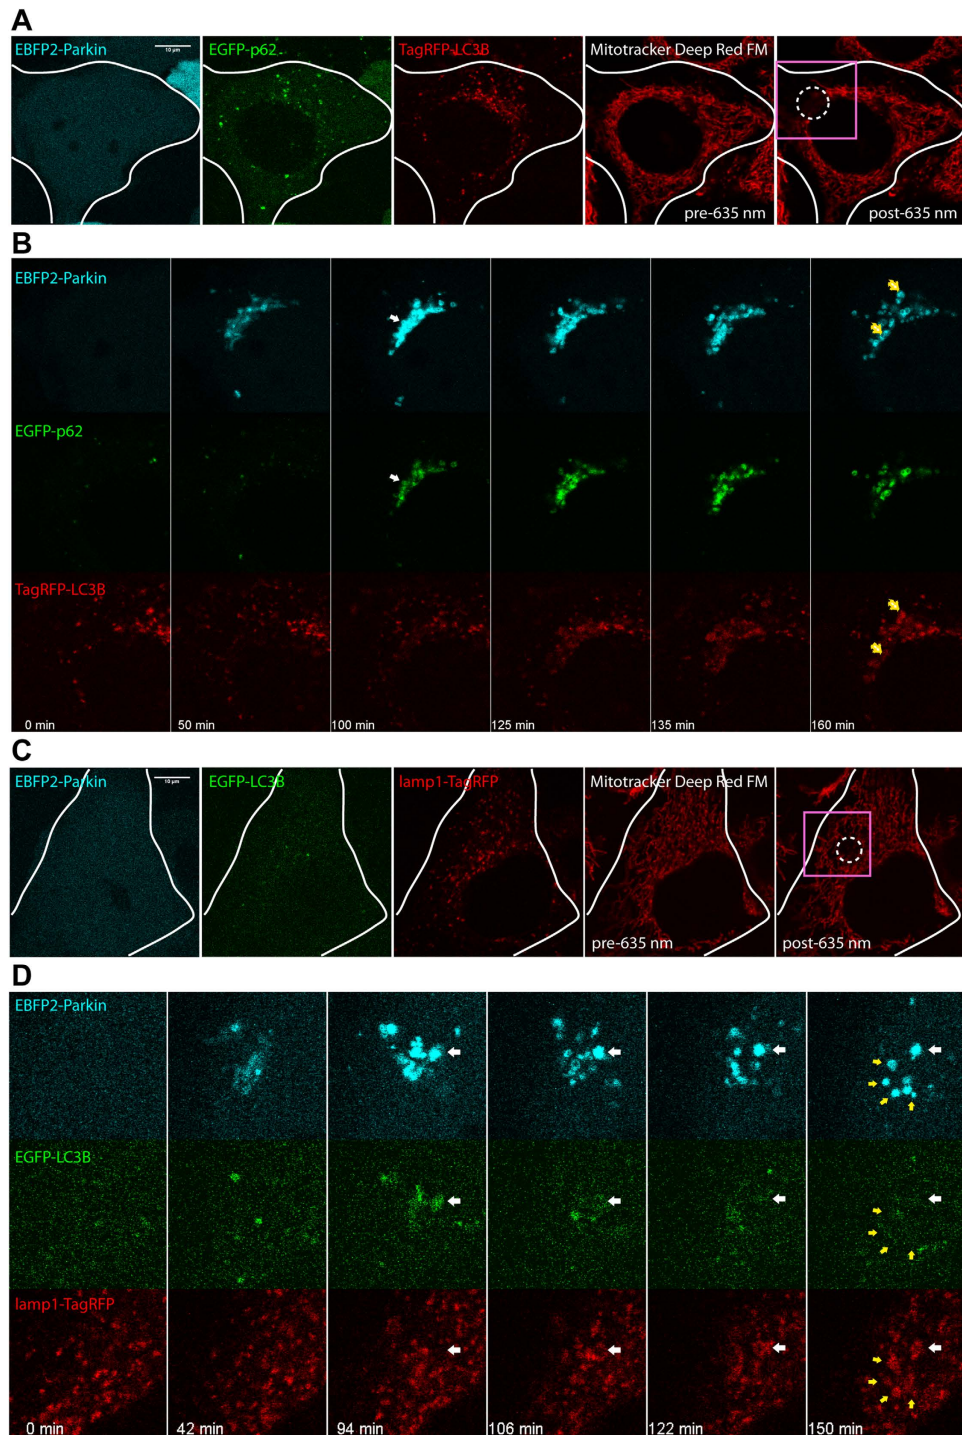 A
EBFP2-Parkin
10 µm
EGFP-p62
TagRFP-LC3B
Mitotracker Deep Red FM
pre-635 nm
post-635 nm
B
EBFP2-Parkin
EGFP-p62
TagRFP-LC3B
0 min
50 min
100 min
125 min
135 min
160 min
C
EBFP2-Parkin
10 µm
EGFP-LC3B
lamp1-TagRFP
Mitotracker Deep Red FM
pre-635 nm
post-635 nm
D
EBFP2-Parkin
EGFP-LC3B
lamp1-TagRFP
0 min
42 min
94 min
106 min
122 min
150 min